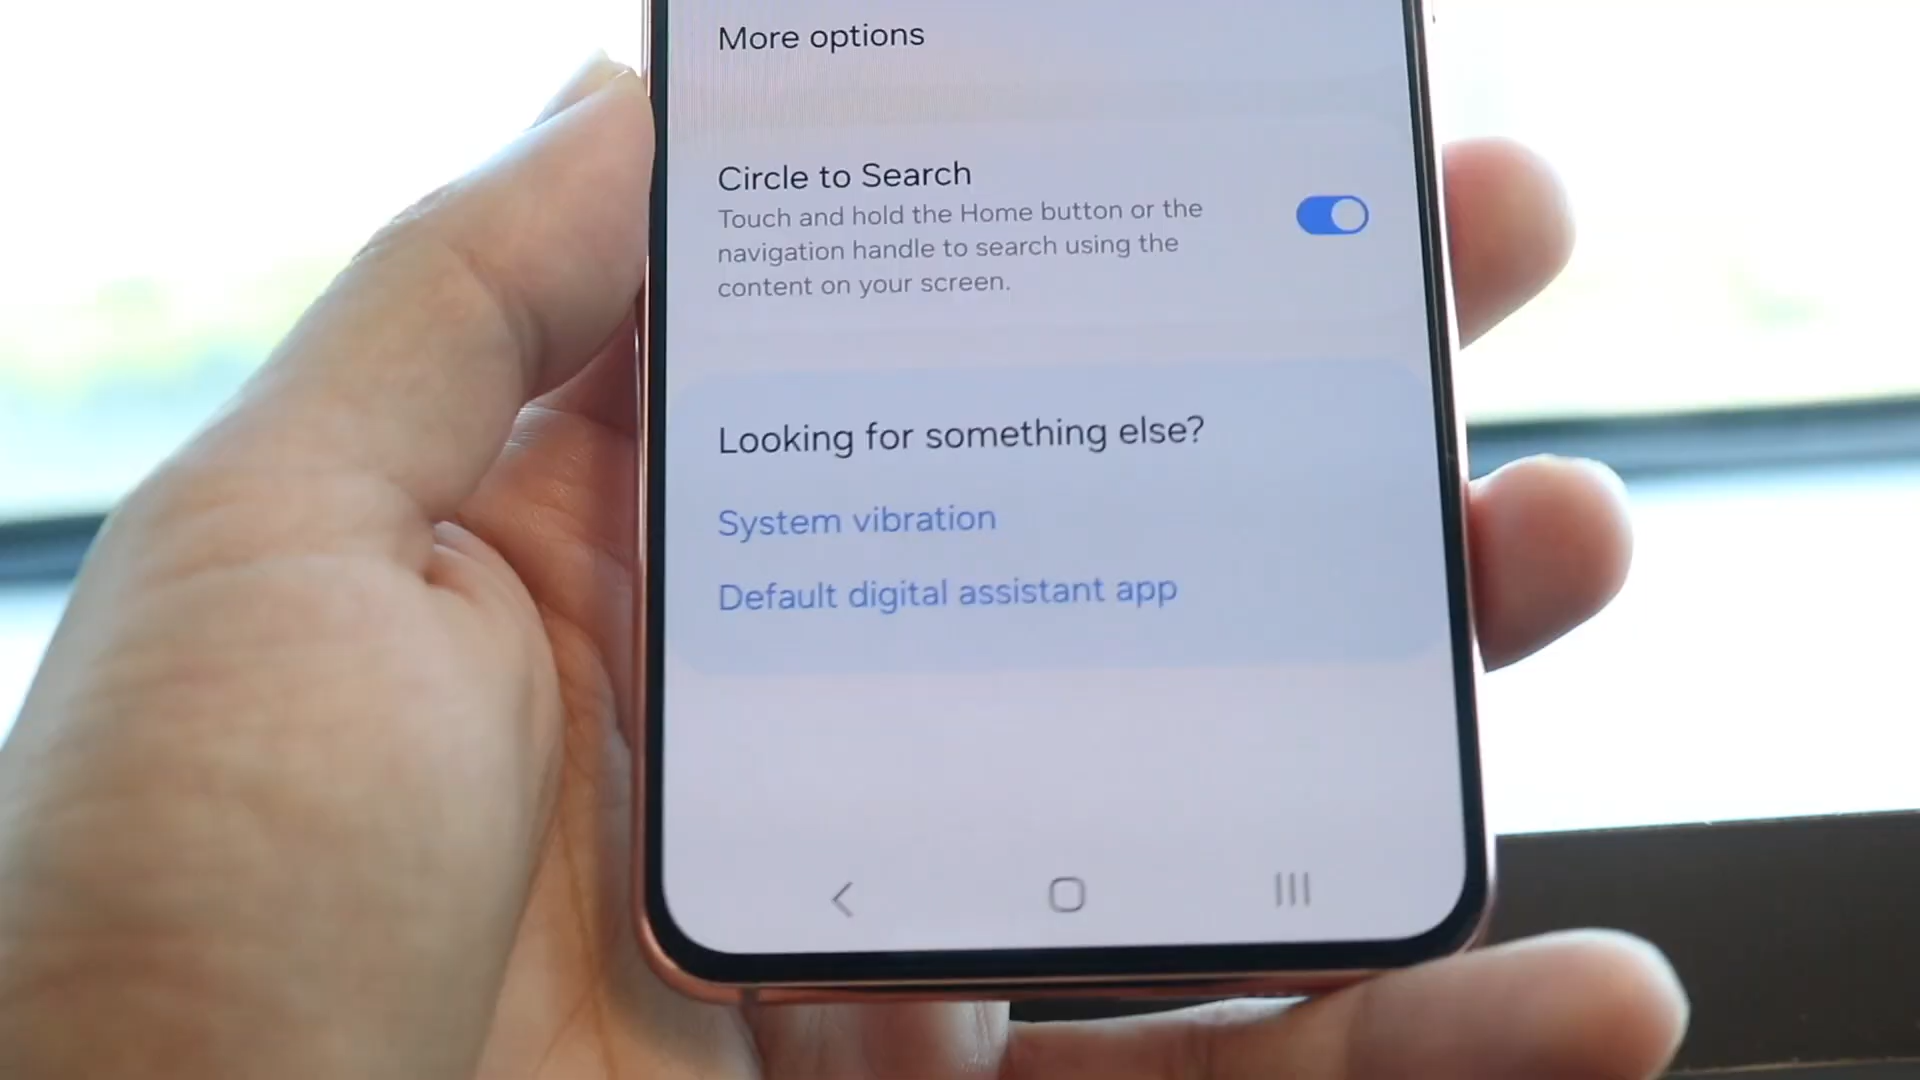 More options
Circle to Search
Touch and hold the Home button or the
navigation handle to search using the
content on your screen.
Looking for something else?
System vibration
Default digital assistant app